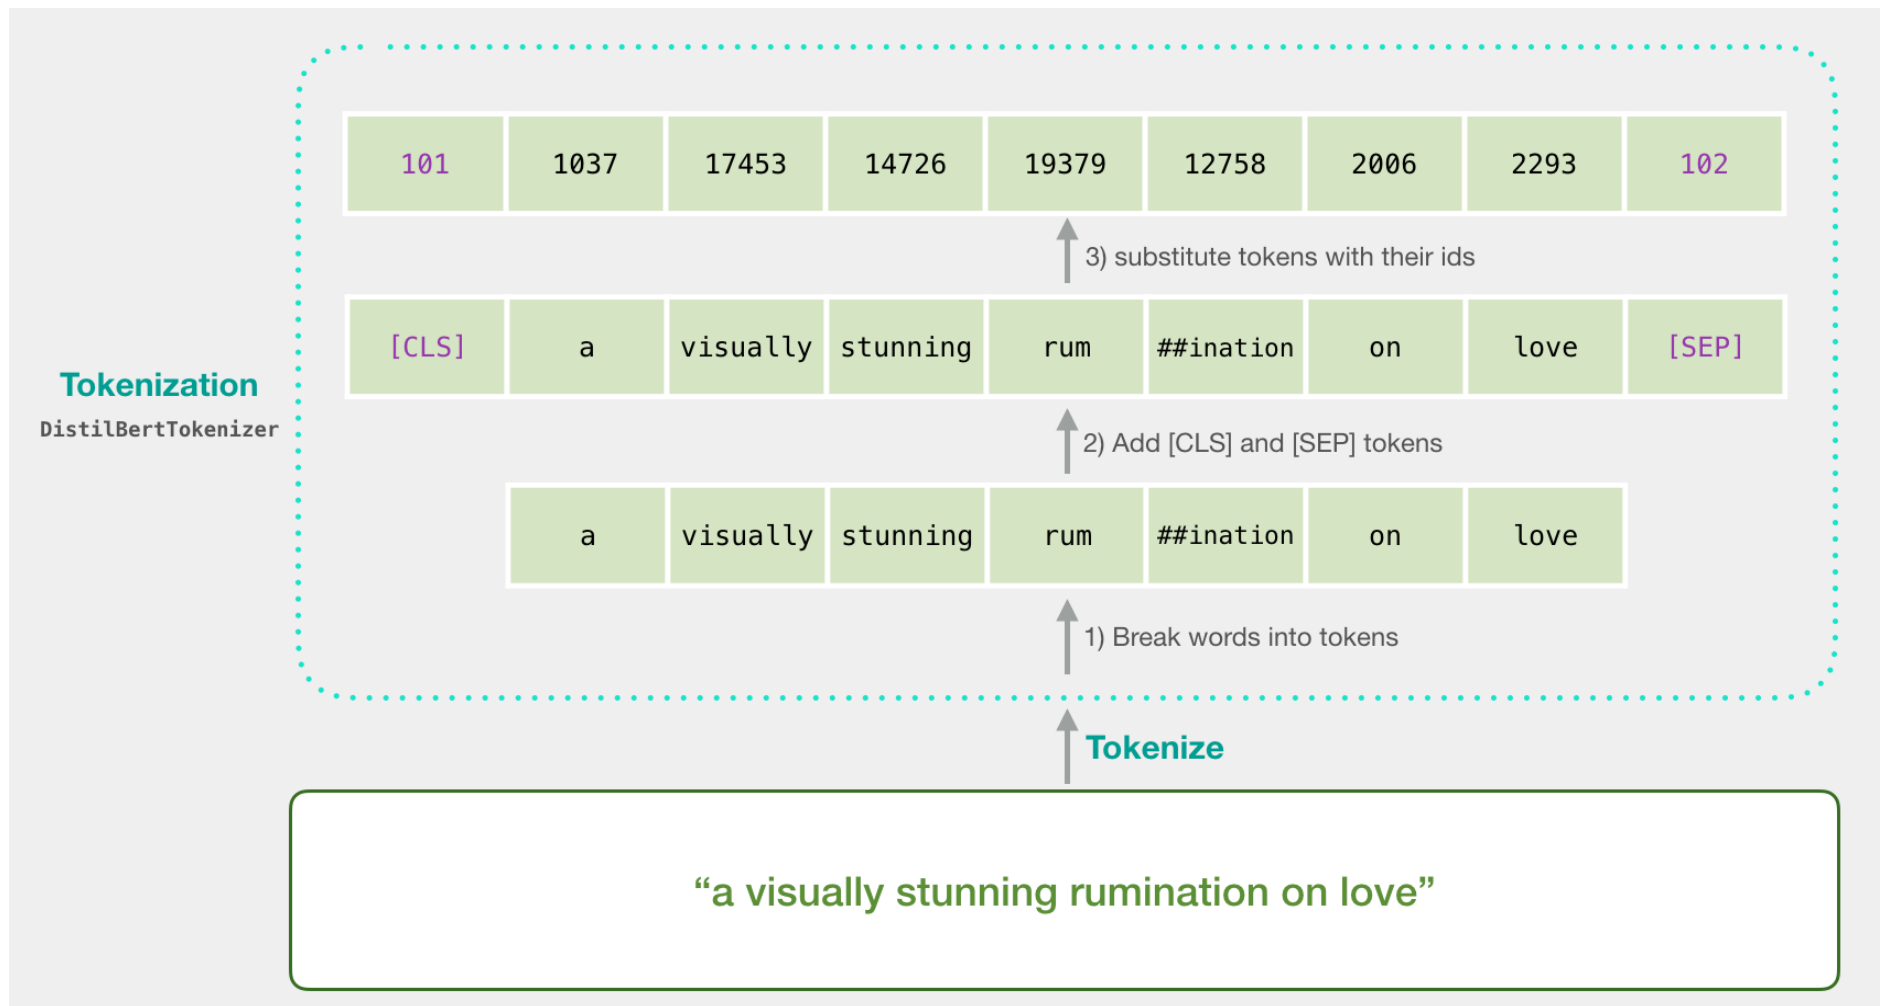 101 1037 17453 14726 19379 12758 2006 2293 102
3) substitute tokens with their ids
[CLS] a visually stunning rum ##ination on love [SEP]
Tokenization
DistilBertTokenizer
2) Add [CLS] and [SEP] tokens
a visually stunning rum ##ination on love
1) Break words into tokens
Tokenize
“a visually stunning rumination on love”